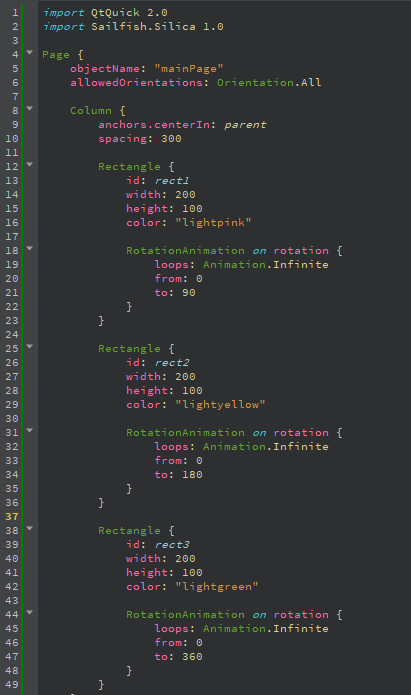 1 import QtQuick 2.0
2 import Sailfish.Silica 1.0
3
4 Page {
5     objectName: "mainPage"
6     allowedOrientations: Orientation.All
7
8     Column {
9         anchors.centerIn: parent
10         spacing: 300
11
12         Rectangle {
13             id: rect1
14             width: 200
15             height: 100
16             color: "lightpink"
17
18             RotationAnimation on rotation {
19                 loops: Animation.Infinite
20                 from: 0
21                 to: 90
22             }
23         }
24
25         Rectangle {
26             id: rect2
27             width: 200
28             height: 100
29             color: "lightyellow"
30
31             RotationAnimation on rotation {
32                 loops: Animation.Infinite
33                 from: 0
34                 to: 180
35             }
36         }
37
38         Rectangle {
39             id: rect3
40             width: 200
41             height: 100
42             color: "lightgreen"
43
44             RotationAnimation on rotation {
45                 loops: Animation.Infinite
46                 from: 0
47                 to: 360
48             }
49         }